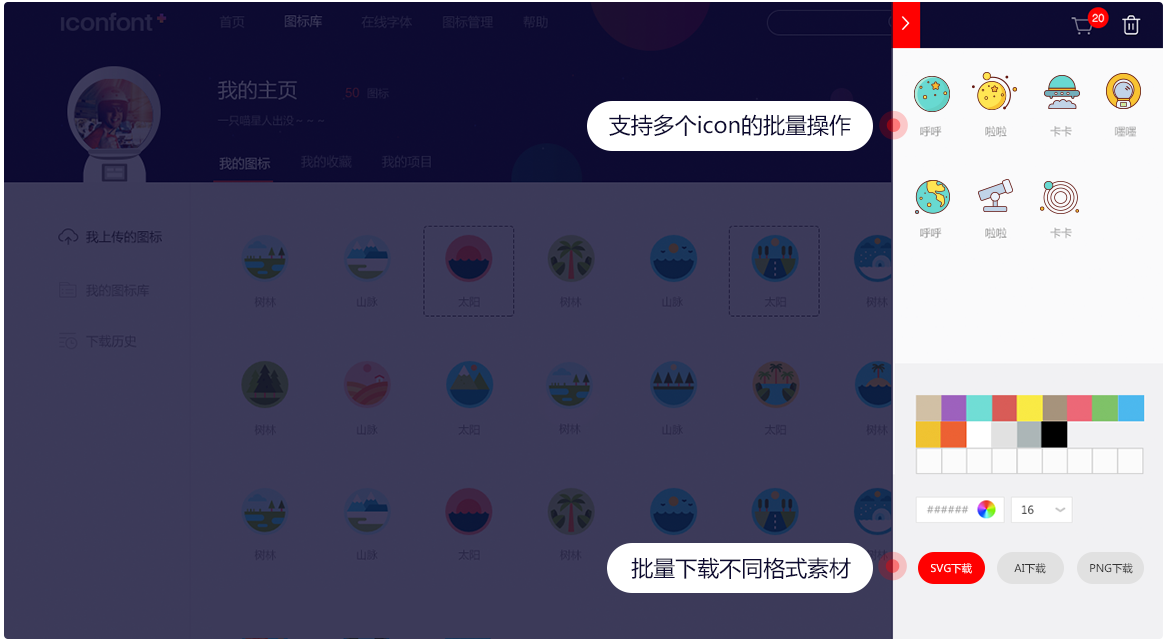 iconfont+
首页 图标库 在线字体 图标管理 帮助
20
我的主页 50 图标
一只喵星人出没~~~
我的图标 我的收藏 我的项目
支持多个icon的批量操作
呼呼 啦啦 卡卡 嘿嘿
呼呼 啦啦 卡卡
我上传的图标
我的图标库
下载历史
树林 山脉 太阳 树林 山脉 太阳 树林
树林 山脉 太阳 树林 山脉 太阳 树林
树林 山脉 太阳 树林 山脉 太阳 树林
###### 16
批量下载不同格式素材
SVG下载 AI下载 PNG下载